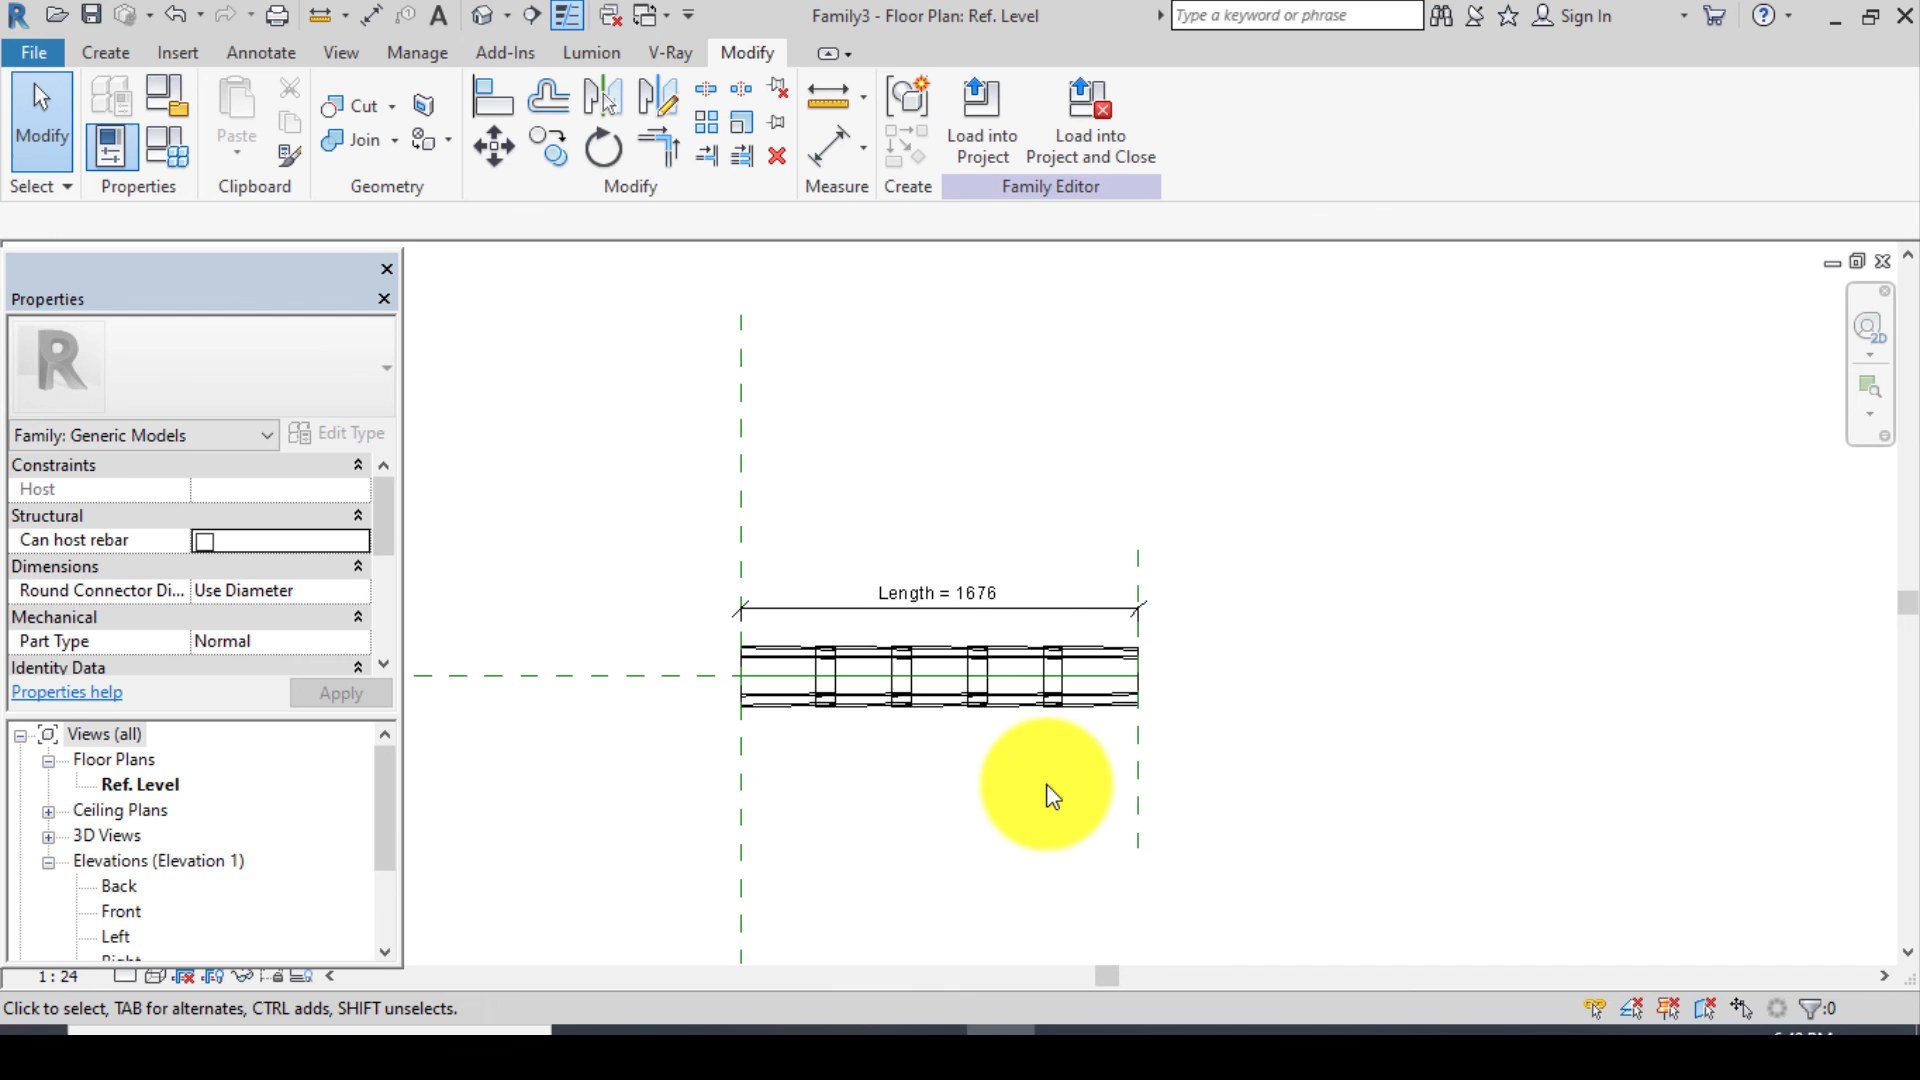 Family3 - Floor Plan: Ref. Level
Type a keyword or phrase
Sign In
File
Create
Insert
Annotate
View
Manage
Add-Ins
Lumion
V-Ray
Modify
Modify
Paste
Cut
Join
Load into
Project
Load into
Project and Close
Select
Properties
Clipboard
Geometry
Modify
Measure
Create
Family Editor
Properties
Family: Generic Models
Edit Type
Constraints
Host
Structural
Can host rebar
Dimensions
Round Connector Di...
Use Diameter
Mechanical
Part Type
Normal
Identity Data
Properties help
Apply
Views (all)
Floor Plans
Ref. Level
Ceiling Plans
3D Views
Elevations (Elevation 1)
Back
Front
Left
Length = 1676
2D
1 : 24
Click to select, TAB for alternates, CTRL adds, SHIFT unselects.
:0